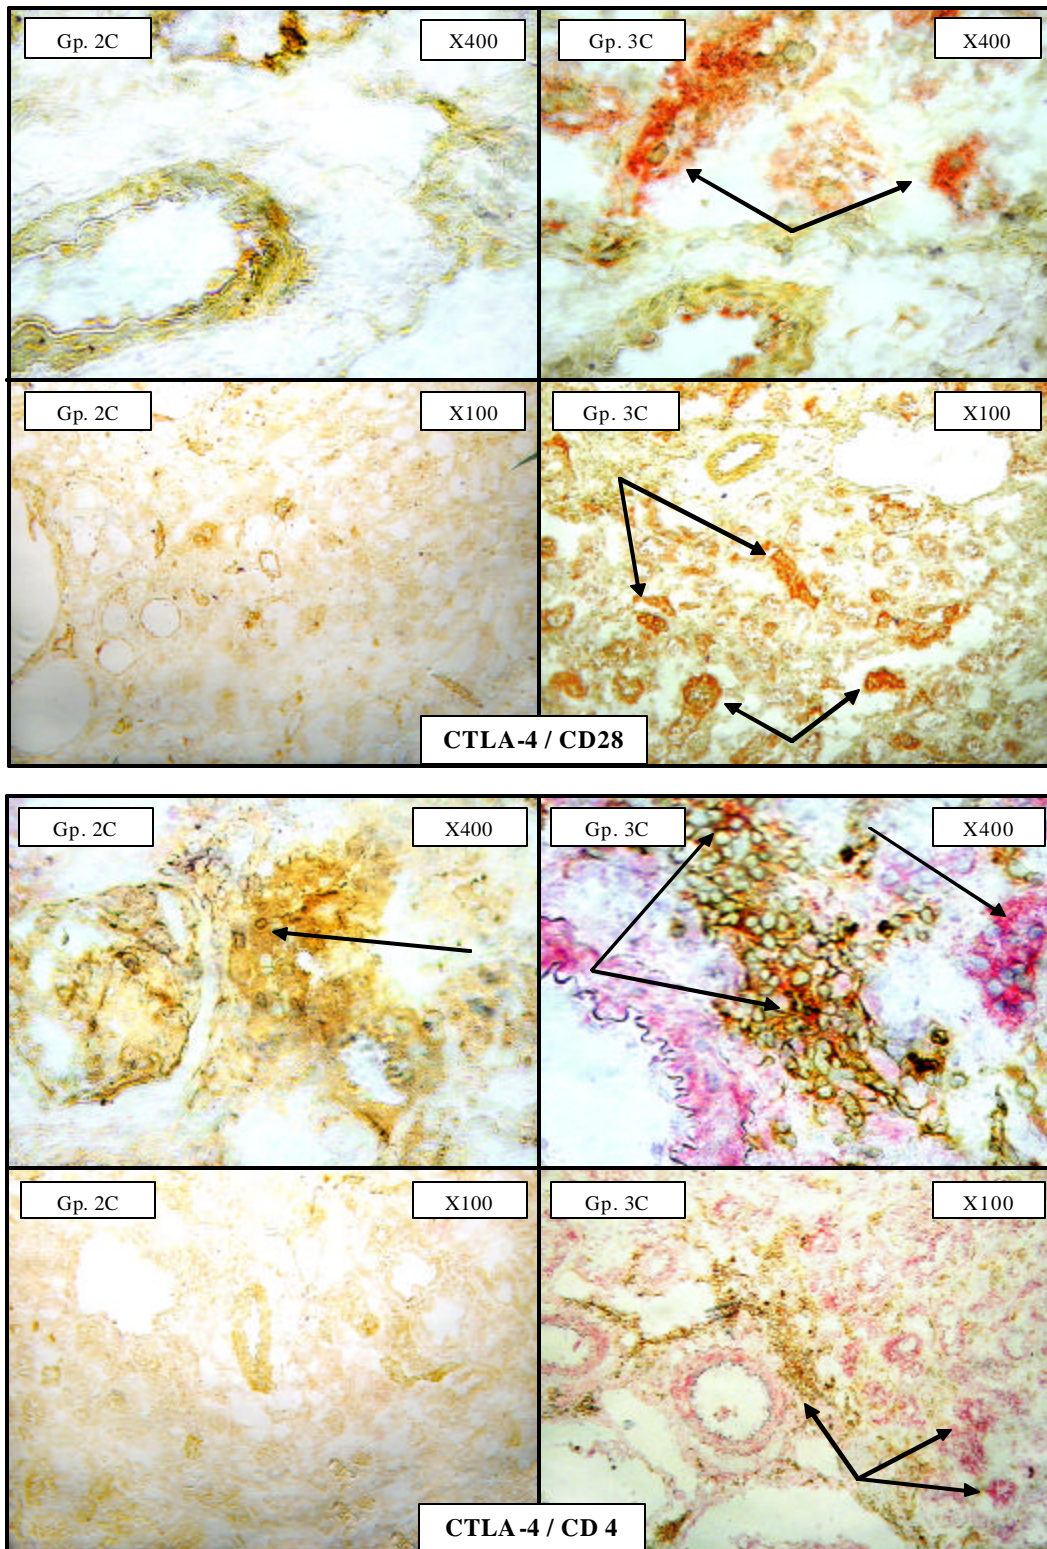 Gp. 2C
X400
Gp. 3C
X400
Gp. 2C
X100
Gp. 3C
X100
CTLA-4 / CD28
Gp. 2C
X400
Gp. 3C
X400
Gp. 2C
X100
Gp. 3C
X100
CTLA-4 / CD 4